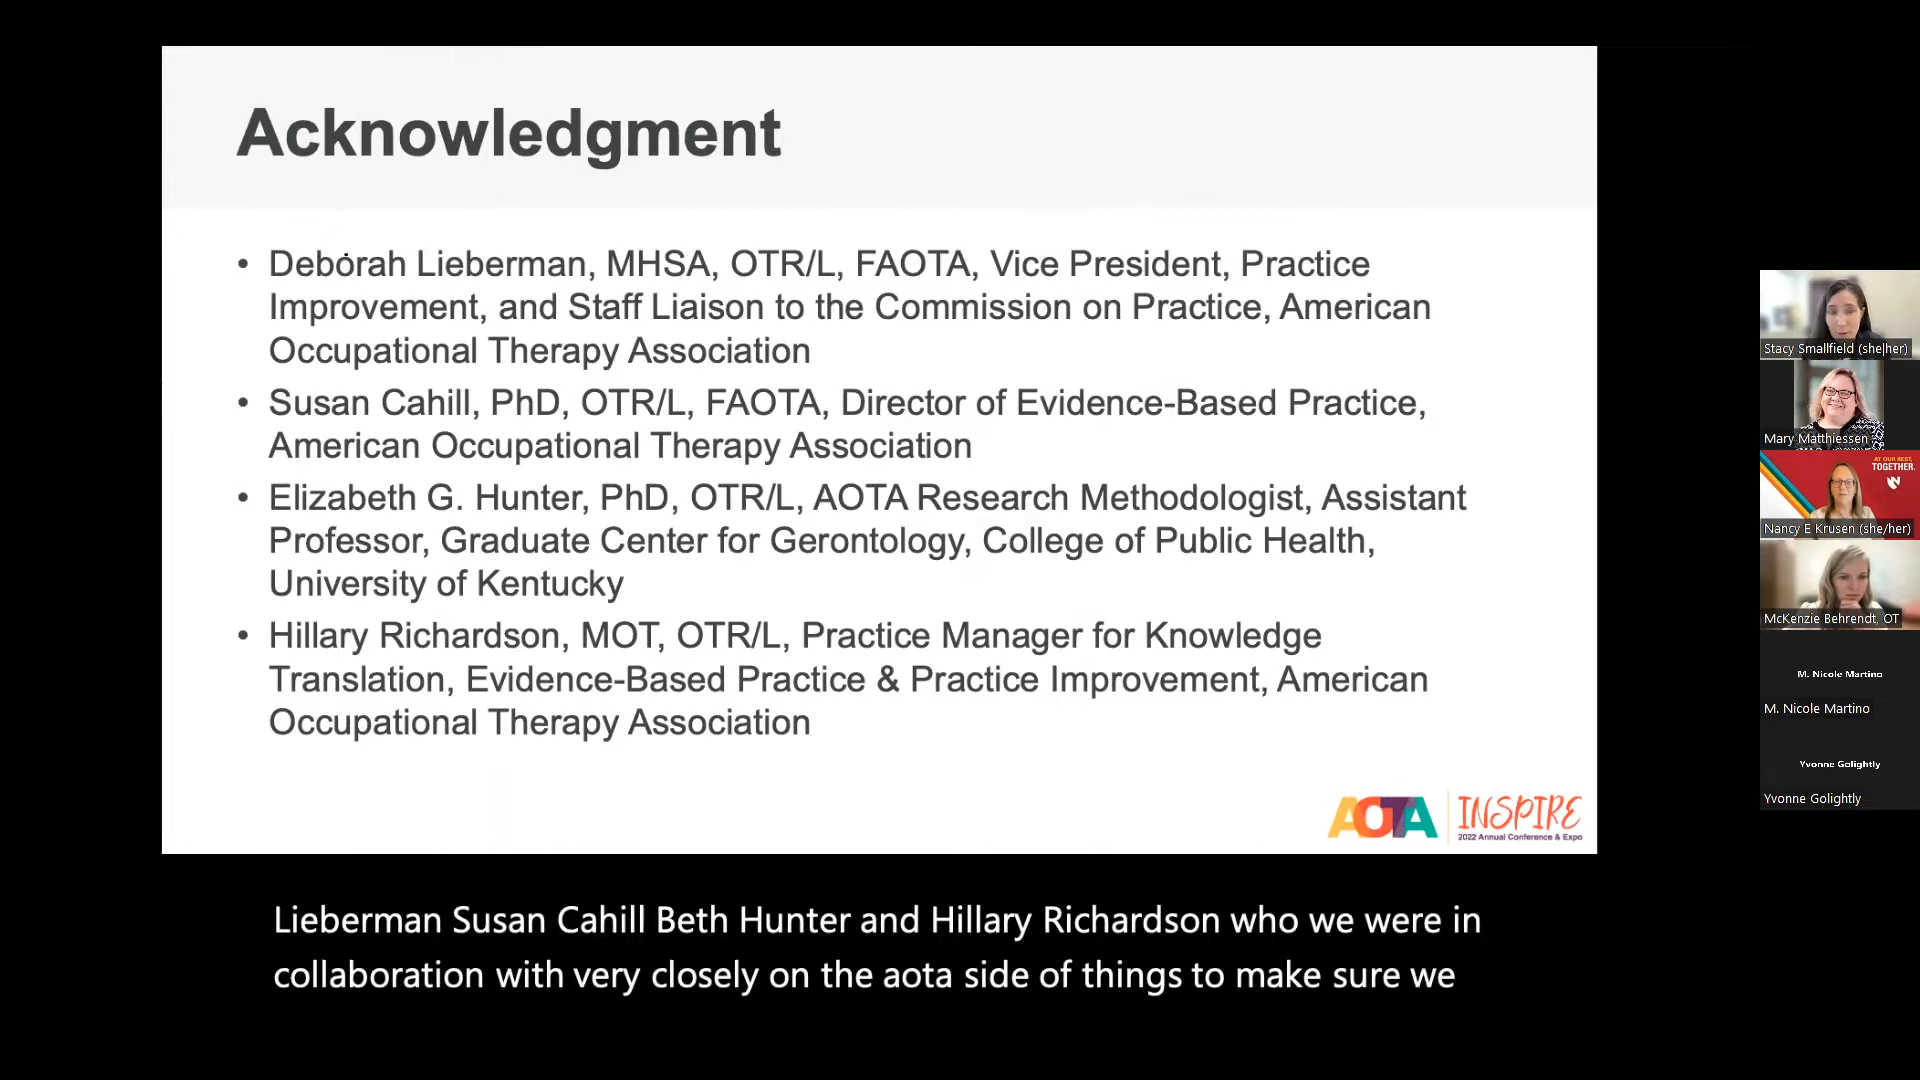 Acknowledgment
• Deborah Lieberman, MHSA, OTR/L, FAOTA, Vice President, Practice
Improvement, and Staff Liaison to the Commission on Practice, American
Occupational Therapy Association
• Susan Cahill, PhD, OTR/L, FAOTA, Director of Evidence-Based Practice,
American Occupational Therapy Association
• Elizabeth G. Hunter, PhD, OTR/L, AOTA Research Methodologist, Assistant
Professor, Graduate Center for Gerontology, College of Public Health,
University of Kentucky
• Hillary Richardson, MOT, OTR/L, Practice Manager for Knowledge
Translation, Evidence-Based Practice & Practice Improvement, American
Occupational Therapy Association
AOTA INSPIRE
2022 Annual Conference & Expo
Lieberman Susan Cahill Beth Hunter and Hillary Richardson who we were in
collaboration with very closely on the aota side of things to make sure we
Stacy Smallfield (she|her)
Mary Matthiessen
AT OUR BEST,
TOGETHER.
N
Nancy E Krusen (she/her)
McKenzie Behrendt, OT
M. Nicole Martino
M. Nicole Martino
Yvonne Golightly
Yvonne Golightly